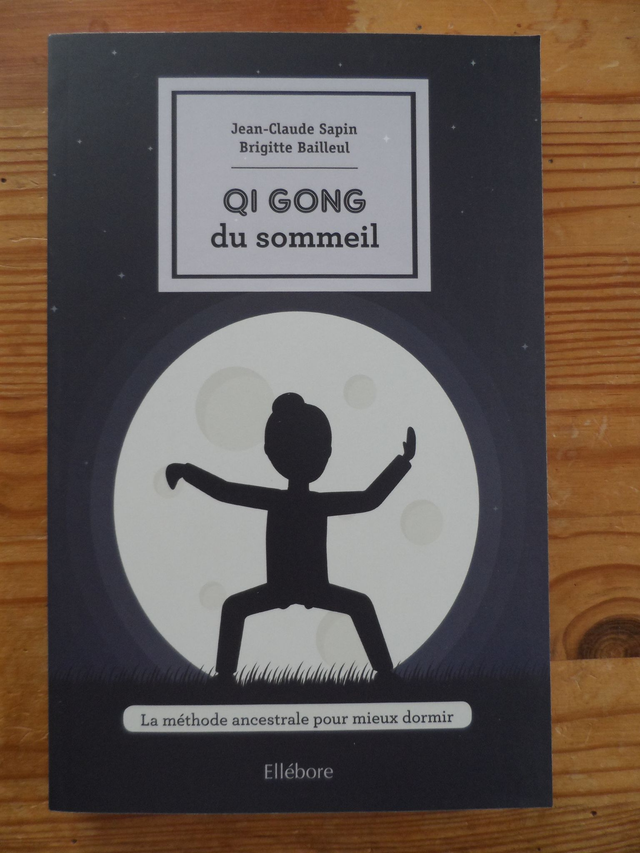 Jean-Claude Sapin
Brigitte Bailleul
QI GONG
du sommeil
La méthode ancestrale pour mieux dormir
Ellébore